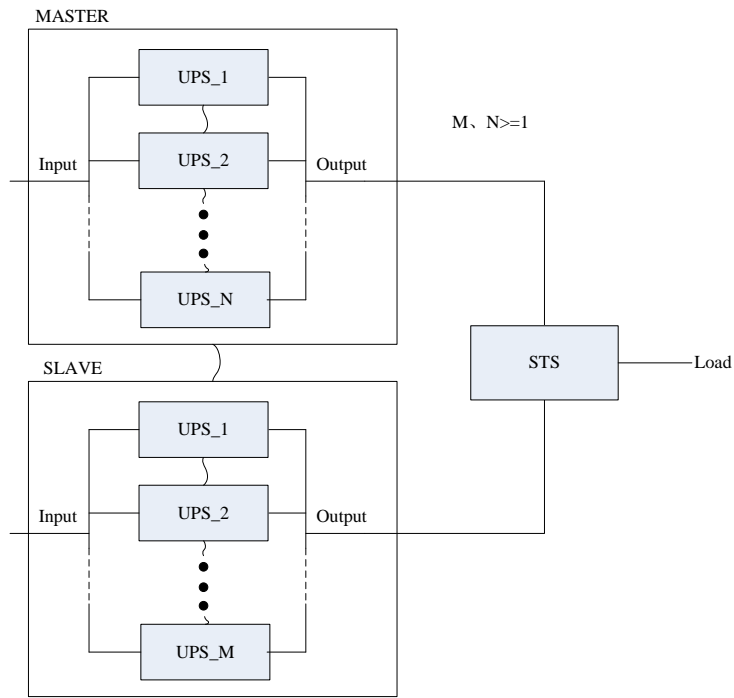 MASTER
UPS_1
M、N>=1
Input
UPS_2
Output
UPS_N
STS
Load
SLAVE
UPS_1
Input
UPS_2
Output
UPS_M